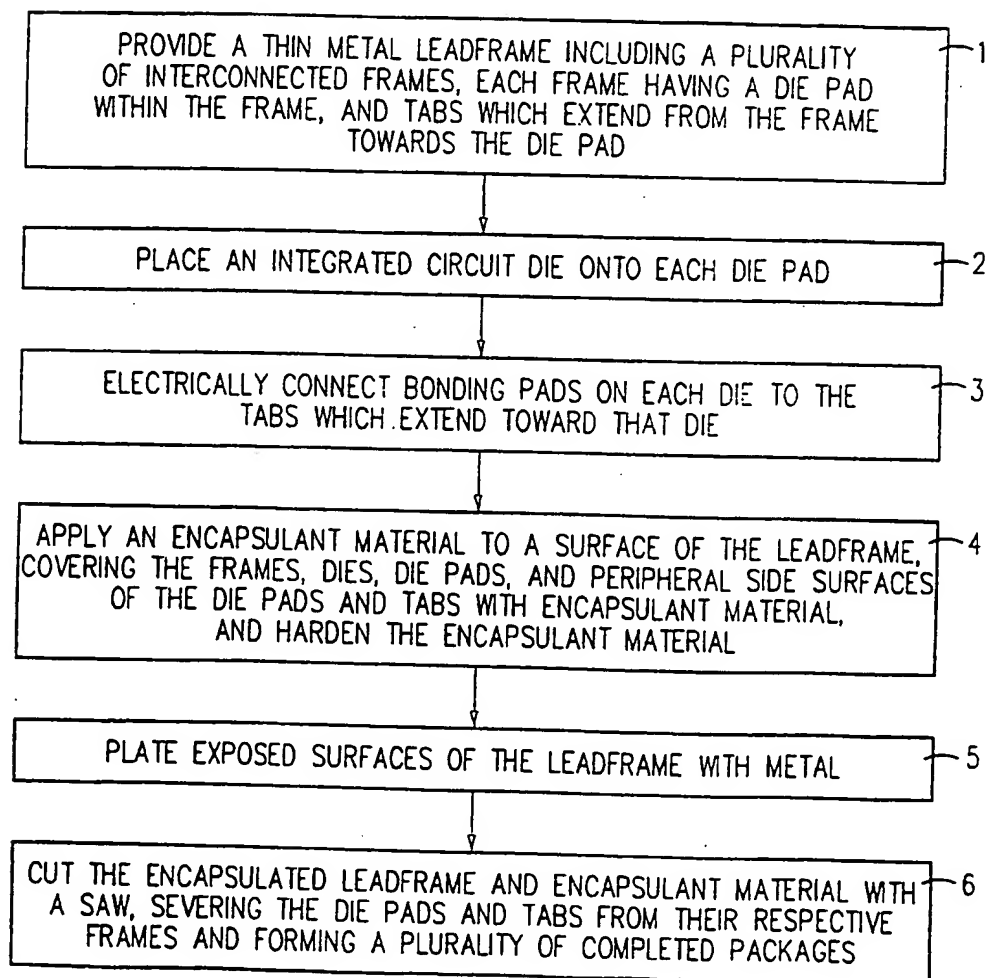 PROVIDE A THIN METAL LEADFRAME INCLUDING A PLURALITY
OF INTERCONNECTED FRAMES, EACH FRAME HAVING A DIE PAD
WITHIN THE FRAME, AND TABS WHICH EXTEND FROM THE FRAME
TOWARDS THE DIE PAD
1
PLACE AN INTEGRATED CIRCUIT DIE ONTO EACH DIE PAD
2
ELECTRICALLY CONNECT BONDING PADS ON EACH DIE TO THE
TABS WHICH EXTEND TOWARD THAT DIE
3
APPLY AN ENCAPSULANT MATERIAL TO A SURFACE OF THE LEADFRAME,
COVERING THE FRAMES, DIES, DIE PADS, AND PERIPHERAL SIDE SURFACES
OF THE DIE PADS AND TABS WITH ENCAPSULANT MATERIAL,
AND HARDEN THE ENCAPSULANT MATERIAL
4
PLATE EXPOSED SURFACES OF THE LEADFRAME WITH METAL
5
CUT THE ENCAPSULATED LEADFRAME AND ENCAPSULANT MATERIAL WITH
A SAW, SEVERING THE DIE PADS AND TABS FROM THEIR RESPECTIVE
FRAMES AND FORMING A PLURALITY OF COMPLETED PACKAGES
6